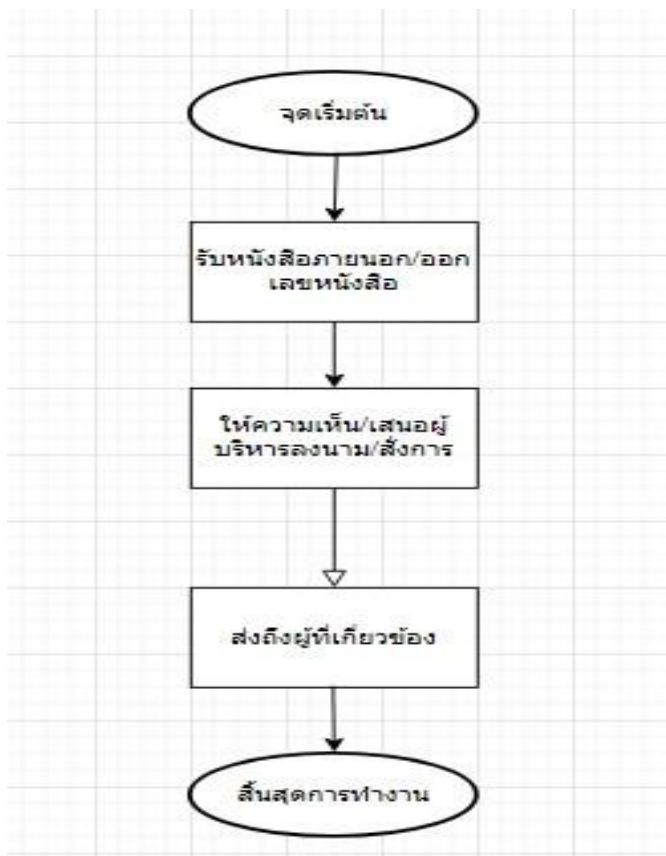 จุดเริ่มต้น
รับหนังสือภายนอก/ออก
เลขหนังสือ
ให้ความเห็น/เสนอผู้
บริหารลงนาม/สั่งการ
ส่งถึงผู้ที่เกี่ยวข้อง
สิ้นสุดการทำงาน